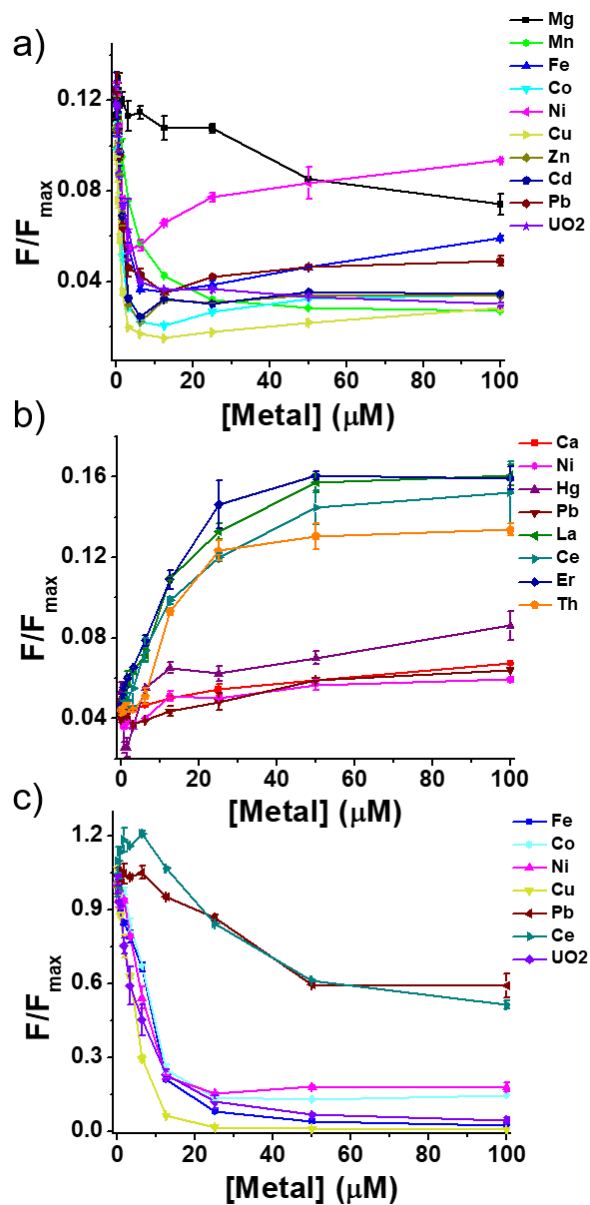 a)
F/Fmax
0.12
0.08
0.04
0 20 40 60 80 100
[Metal] (μM)
Mg
Mn
Fe
Co
Ni
Cu
Zn
Cd
Pb
UO2
b)
F/Fmax
0.16
0.12
0.08
0.04
0 20 40 60 80 100
[Metal] (μM)
Ca
Ni
Hg
Pb
La
Ce
Er
Th
c)
F/Fmax
1.2
0.9
0.6
0.3
0.0
0 20 40 60 80 100
[Metal] (μM)
Fe
Co
Ni
Cu
Pb
Ce
UO2